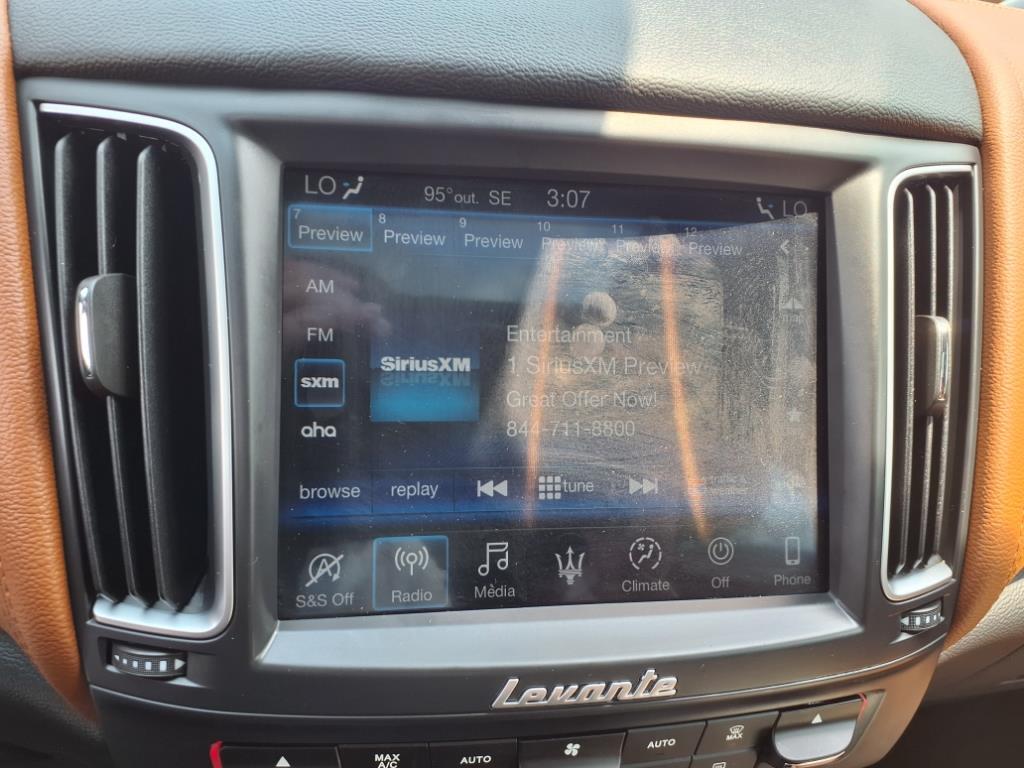 LO 95°out. SE 3:07 LO
7 8 9 10 11 12
Preview Preview Preview Preview Preview Preview
AM
FM
sxm
aha
SiriusXM
Entertainment
1 SiriusXM Preview
Great Offer Now!
844-711-8800
browse replay tune
S&S Off Radio Media Climate Off Phone
Levante
MAX
A/C
AUTO
AUTO
MAX